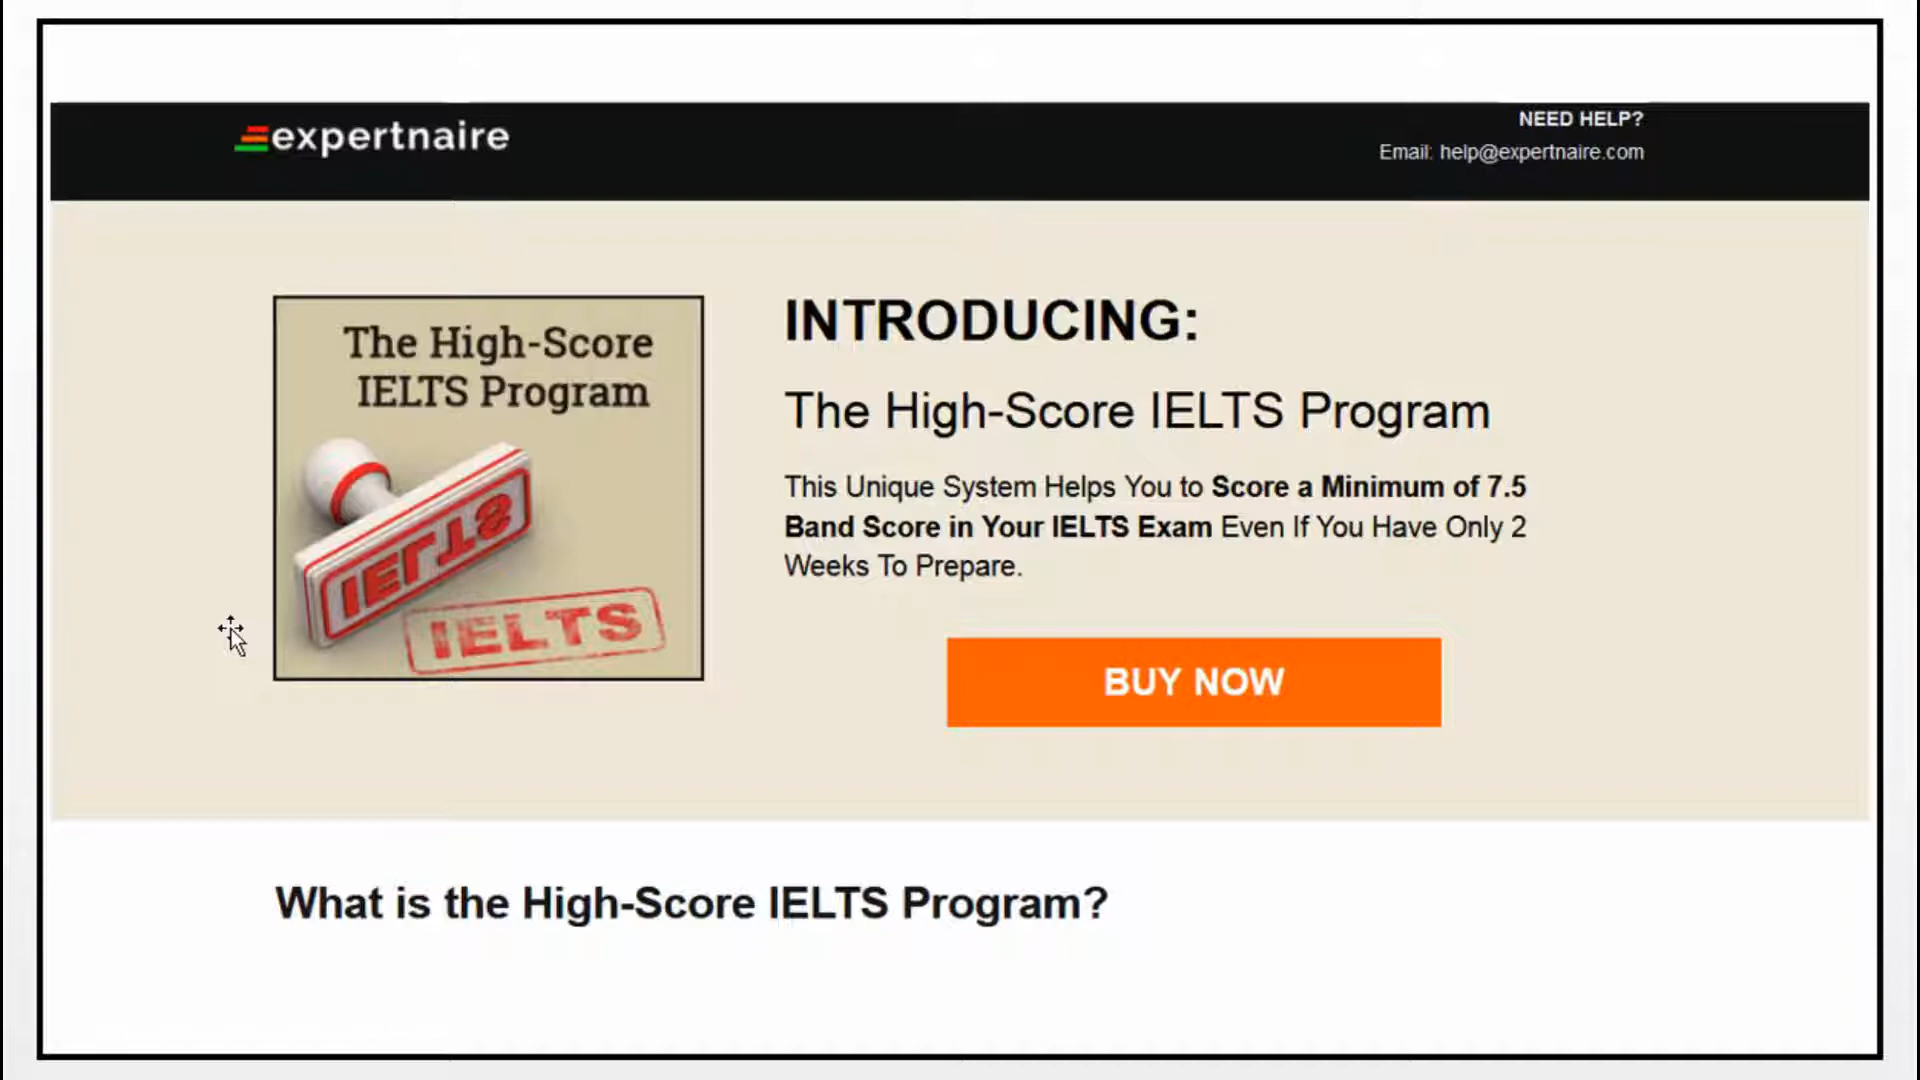 expertnaire
NEED HELP?
Email: help@expertnaire.com
The High-Score
IELTS Program
IELTS
IELTS
INTRODUCING:
The High-Score IELTS Program
This Unique System Helps You to Score a Minimum of 7.5
Band Score in Your IELTS Exam Even If You Have Only 2
Weeks To Prepare.
BUY NOW
What is the High-Score IELTS Program?